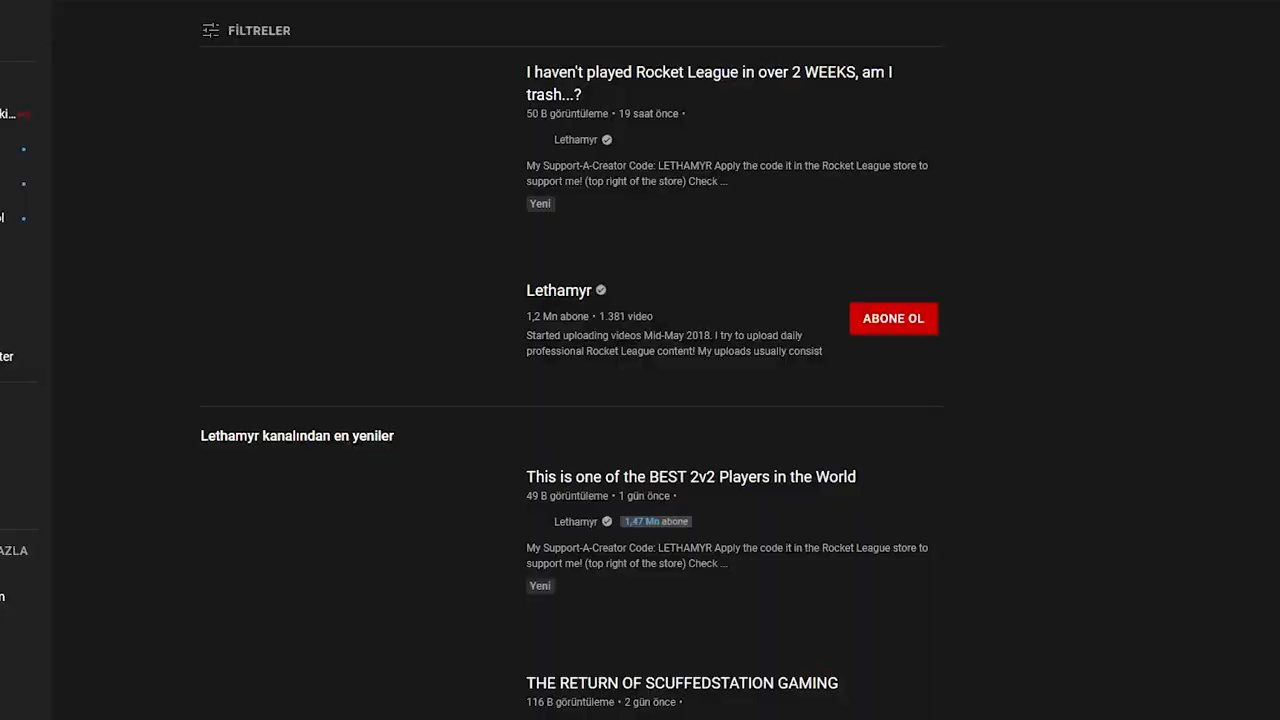 FİLTRELER
I haven't played Rocket League in over 2 WEEKS, am I
trash...?
50 B görüntüleme • 19 saat önce •
Lethamyr
My Support-A-Creator Code: LETHAMYR Apply the code it in the Rocket League store to
support me! (top right of the store) Check ...
Yeni
Lethamyr
1,2 Mn abone • 1.381 video
ABONE OL
Started uploading videos Mid-May 2018. I try to upload daily
professional Rocket League content! My uploads usually consist
Lethamyr kanalından en yeniler
This is one of the BEST 2v2 Players in the World
49 B görüntüleme • 1 gün önce •
Lethamyr 1,47 Mn abone
My Support-A-Creator Code: LETHAMYR Apply the code it in the Rocket League store to
support me! (top right of the store) Check ...
Yeni
THE RETURN OF SCUFFEDSTATION GAMING
116 B görüntüleme • 2 gün önce •
ki...
ol
ter
AZLA
n